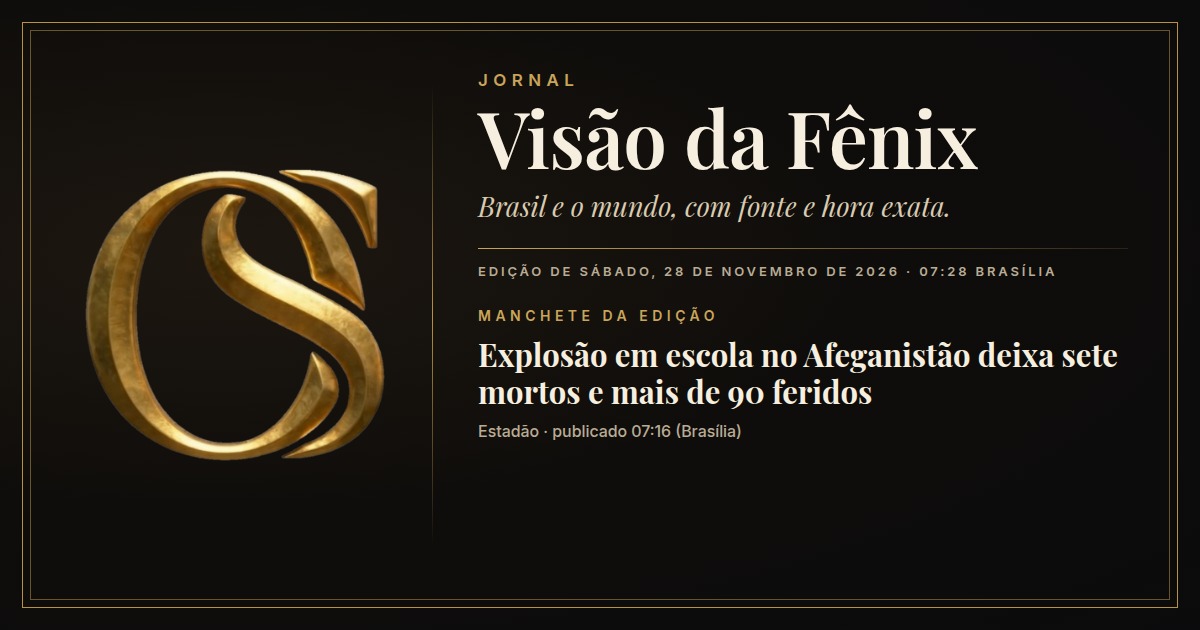 JORNAL
Visão da Fênix
Brasil e o mundo, com fonte e hora exata.
EDIÇÃO DE SÁBADO, 28 DE NOVEMBRO DE 2026 · 07:28 BRASÍLIA
MANCHETE DA EDIÇÃO
Explosão em escola no Afeganistão deixa sete
mortos e mais de 90 feridos
Estadão · publicado 07:16 (Brasília)